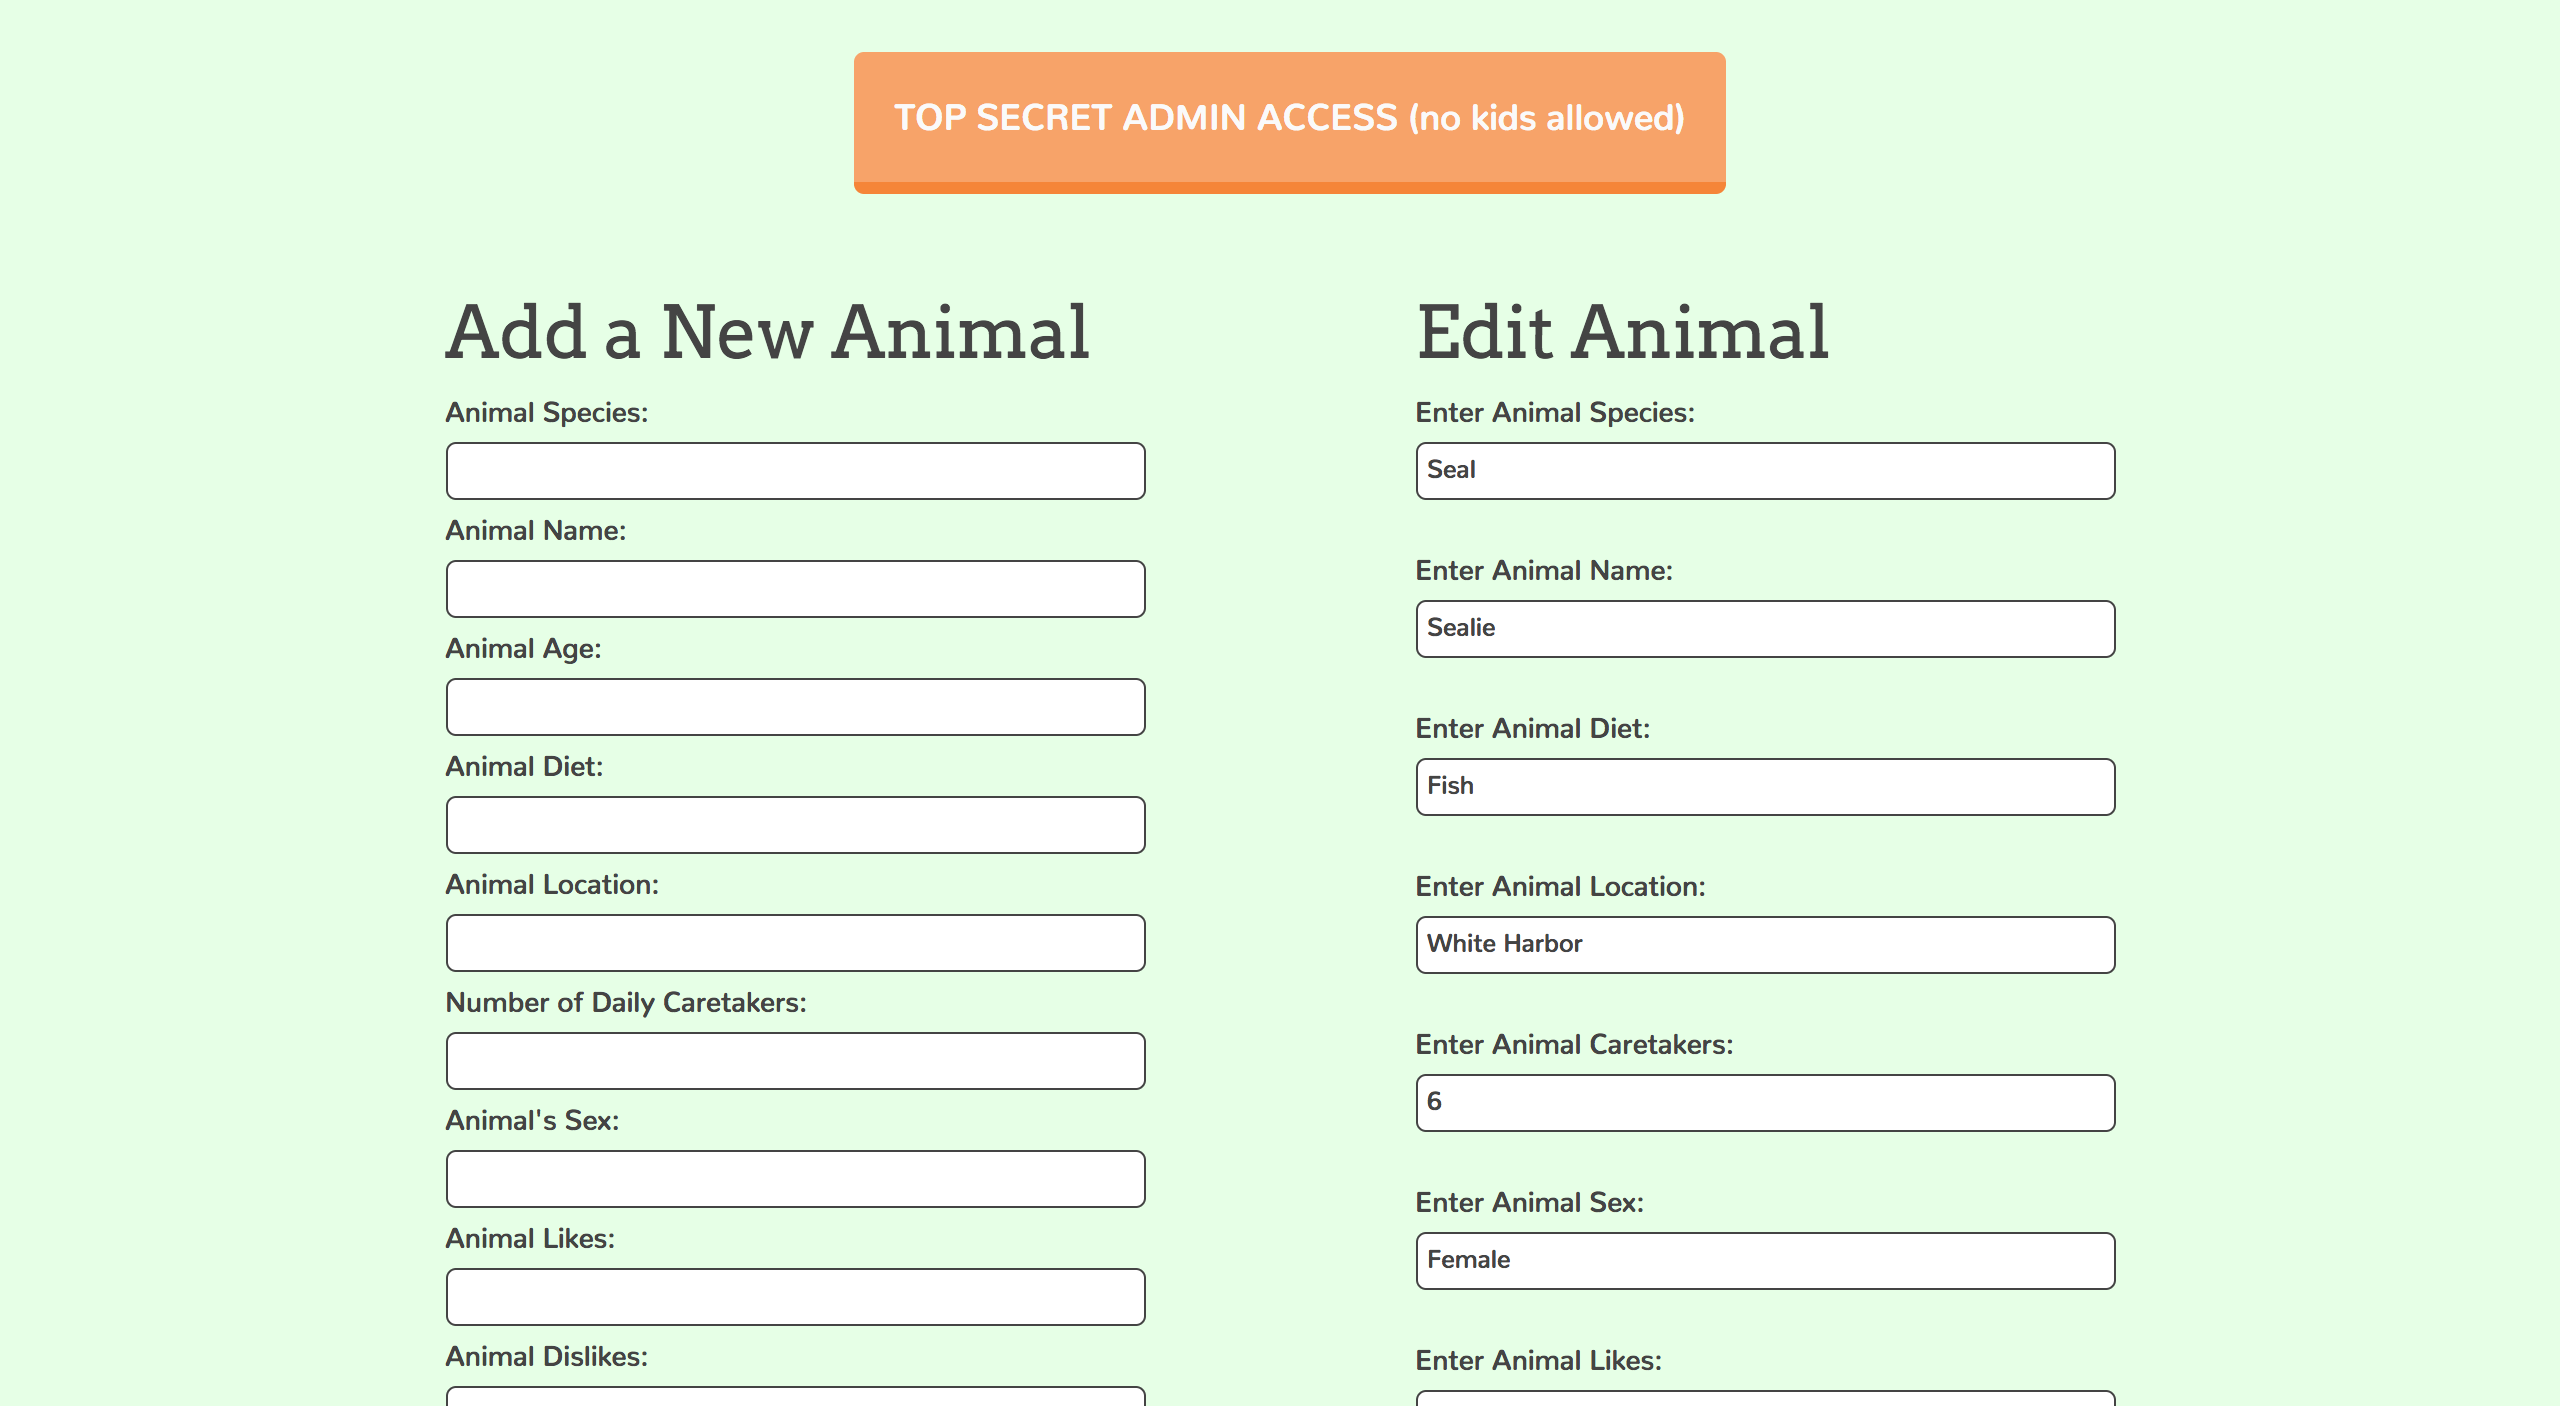 TOP SECRET ADMIN ACCESS (no kids allowed)
Add a New Animal
Animal Species:
Animal Name:
Animal Age:
Animal Diet:
Animal Location:
Number of Daily Caretakers:
Animal's Sex:
Animal Likes:
Animal Dislikes:
Edit Animal
Enter Animal Species:
Seal
Enter Animal Name:
Sealie
Enter Animal Diet:
Fish
Enter Animal Location:
White Harbor
Enter Animal Caretakers:
6
Enter Animal Sex:
Female
Enter Animal Likes: